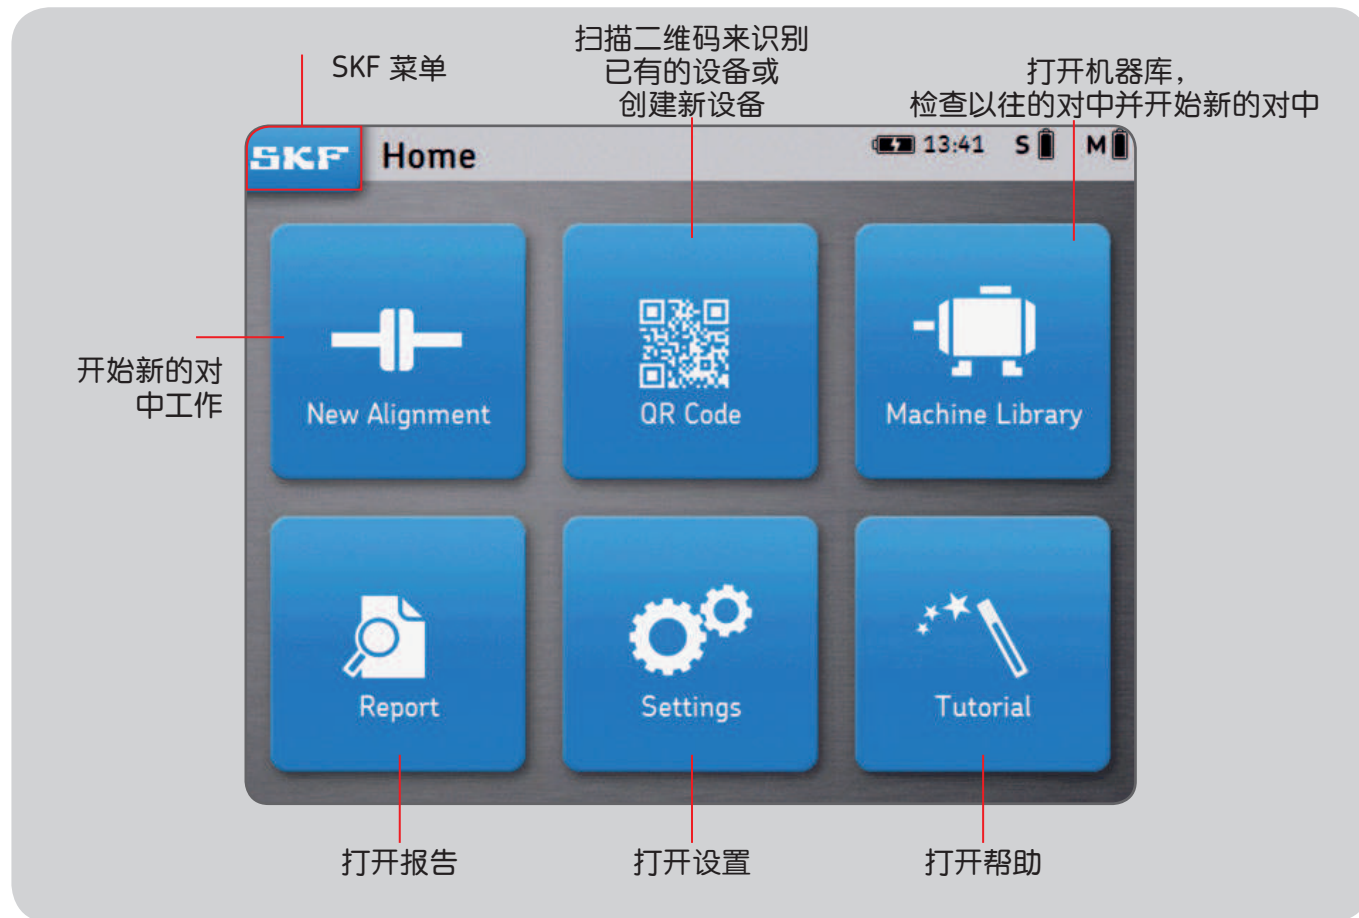 扫描二维码来识别
已有的设备或
创建新设备
SKF 菜单
打开机器库，
检查以往的对中并开始新的对中
SKF Home 13:41 S M
开始新的对
中工作
New Alignment QR Code Machine Library
Report Settings Tutorial
打开报告 打开设置 打开帮助